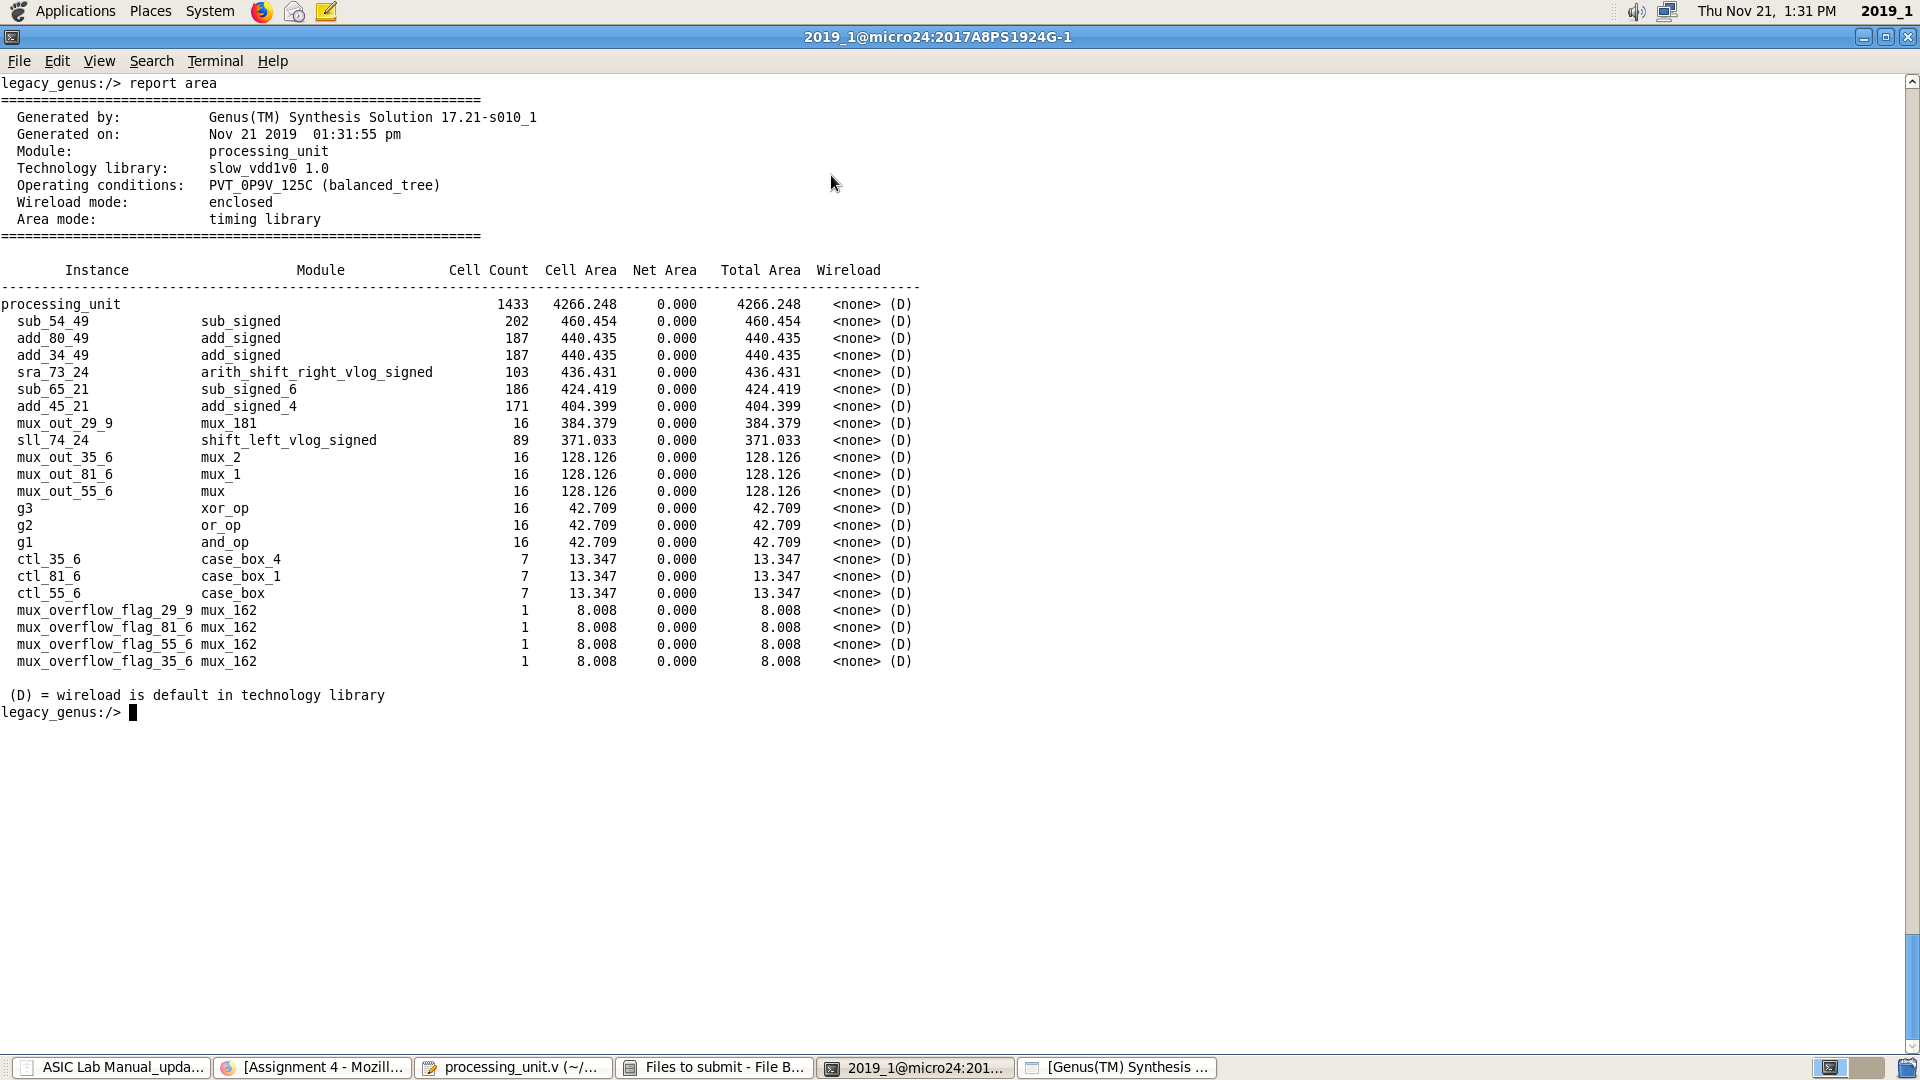 Applications Places System Thu Nov 21, 1:31 PM 2019_1
2019_1@micro24:2017A8PS1924G-1
File Edit View Search Terminal Help
legacy_genus:/> report area
============================================================
  Generated by:           Genus(TM) Synthesis Solution 17.21-s010_1
  Generated on:           Nov 21 2019  01:31:55 pm
  Module:                 processing_unit
  Technology library:     slow_vdd1v0 1.0
  Operating conditions:   PVT_0P9V_125C (balanced_tree)
  Wireload mode:          enclosed
  Area mode:              timing library
============================================================
        Instance                     Module             Cell Count  Cell Area  Net Area   Total Area  Wireload
-------------------------------------------------------------------------------------------------------------------
processing_unit                                               1433   4266.248     0.000     4266.248    <none> (D)
  sub_54_49              sub_signed                            202    460.454     0.000      460.454    <none> (D)
  add_80_49              add_signed                            187    440.435     0.000      440.435    <none> (D)
  add_34_49              add_signed                            187    440.435     0.000      440.435    <none> (D)
  sra_73_24              arith_shift_right_vlog_signed         103    436.431     0.000      436.431    <none> (D)
  sub_65_21              sub_signed_6                          186    424.419     0.000      424.419    <none> (D)
  add_45_21              add_signed_4                          171    404.399     0.000      404.399    <none> (D)
  mux_out_29_9           mux_181                                16    384.379     0.000      384.379    <none> (D)
  sll_74_24              shift_left_vlog_signed                 89    371.033     0.000      371.033    <none> (D)
  mux_out_35_6           mux_2                                  16    128.126     0.000      128.126    <none> (D)
  mux_out_81_6           mux_1                                  16    128.126     0.000      128.126    <none> (D)
  mux_out_55_6           mux                                    16    128.126     0.000      128.126    <none> (D)
  g3                     xor_op                                 16     42.709     0.000       42.709    <none> (D)
  g2                     or_op                                  16     42.709     0.000       42.709    <none> (D)
  g1                     and_op                                 16     42.709     0.000       42.709    <none> (D)
  ctl_35_6               case_box_4                              7     13.347     0.000       13.347    <none> (D)
  ctl_81_6               case_box_1                              7     13.347     0.000       13.347    <none> (D)
  ctl_55_6               case_box                                7     13.347     0.000       13.347    <none> (D)
  mux_overflow_flag_29_9 mux_162                                 1      8.008     0.000        8.008    <none> (D)
  mux_overflow_flag_81_6 mux_162                                 1      8.008     0.000        8.008    <none> (D)
  mux_overflow_flag_55_6 mux_162                                 1      8.008     0.000        8.008    <none> (D)
  mux_overflow_flag_35_6 mux_162                                 1      8.008     0.000        8.008    <none> (D)
 (D) = wireload is default in technology library
legacy_genus:/>
ASIC Lab Manual_upda... [Assignment 4 - Mozill... processing_unit.v (~/... Files to submit - File B... 2019_1@micro24:201... [Genus(TM) Synthesis ...